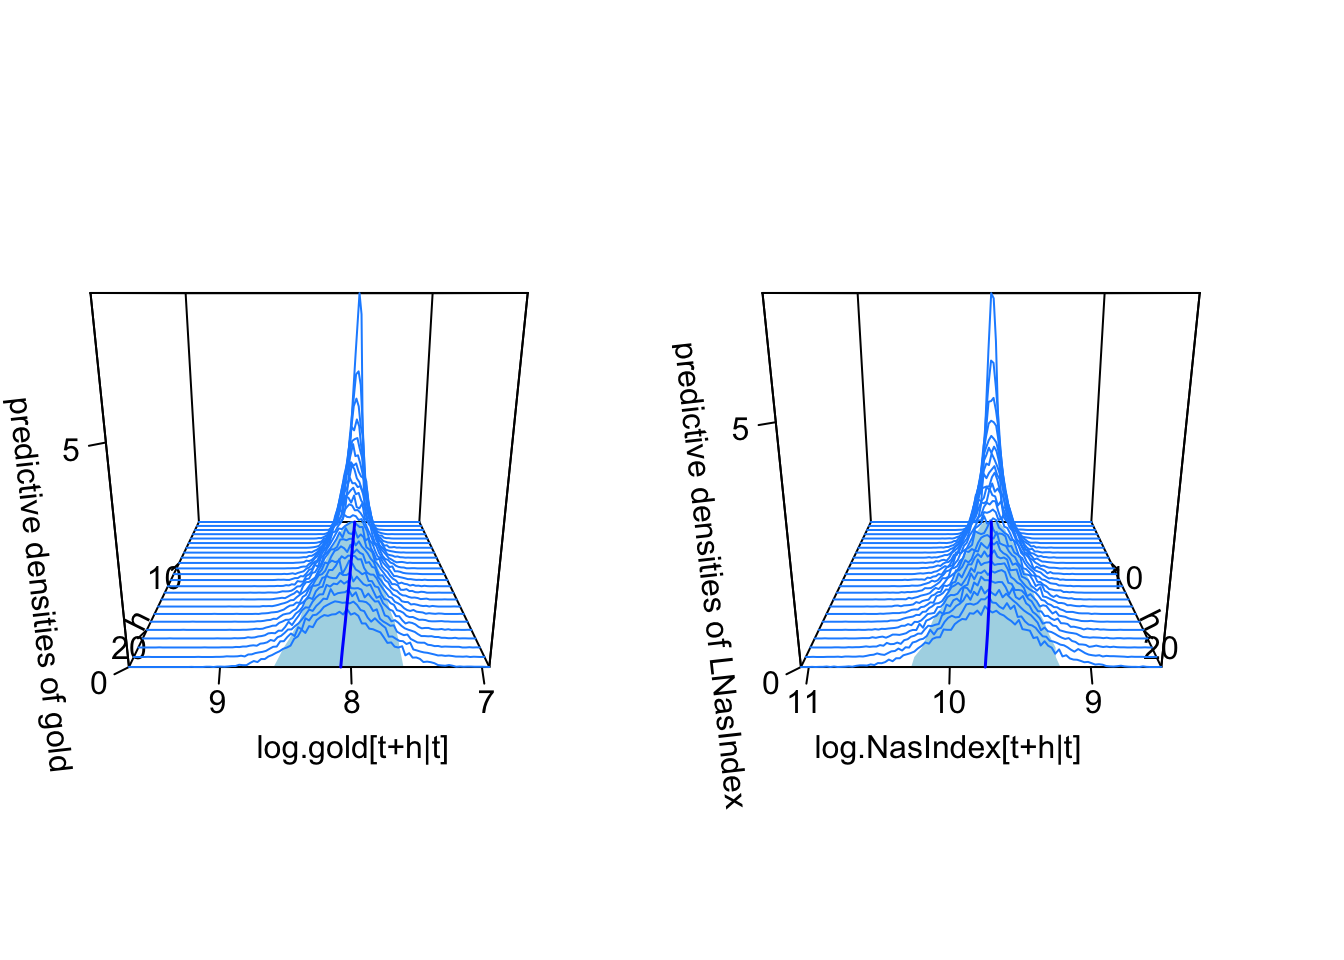 predictive densities of gold
5
10
h
20
0
9
8
7
log.gold[t+h|t]
predictive densities of LNasIndex
5
10
h
20
0
11
10
9
log.NasIndex[t+h|t]